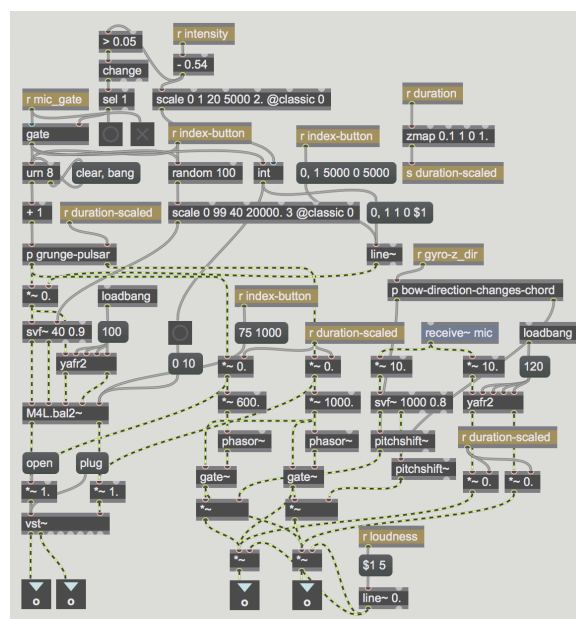 > 0.05
r intensity
change
- 0.54
r mic_gate
sel 1
scale 0 1 20 5000 2. @classic 0
r duration
gate
r index-button
r index-button
zmap 0.1 1 0 1.
urn 8
clear, bang
random 100
int
0, 1 5000 0 5000
s duration-scaled
+ 1
r duration-scaled
scale 0 99 40 20000. 3 @classic 0
0, 1 1 0 $1
p grunge-pulsar
line~
r gyro-z_dir
*~ 0.
loadbang
r index-button
p bow-direction-changes-chord
svf~ 40 0.9
100
75 1000
r duration-scaled
receive~ mic
loadbang
yafr2
0 10
*~ 0.
*~ 0.
*~ 10.
*~ 10.
120
M4L.bal2~
*~ 600.
*~ 1000.
svf~ 1000 0.8
yafr2
phasor~
phasor~
pitchshift~
r duration-scaled
open
plug
gate~
gate~
pitchshift~
*~ 1.
*~ 1.
*~
*~
*~ 0.
*~ 0.
vst~
r loudness
*~
*~
$1 5
line~ 0.